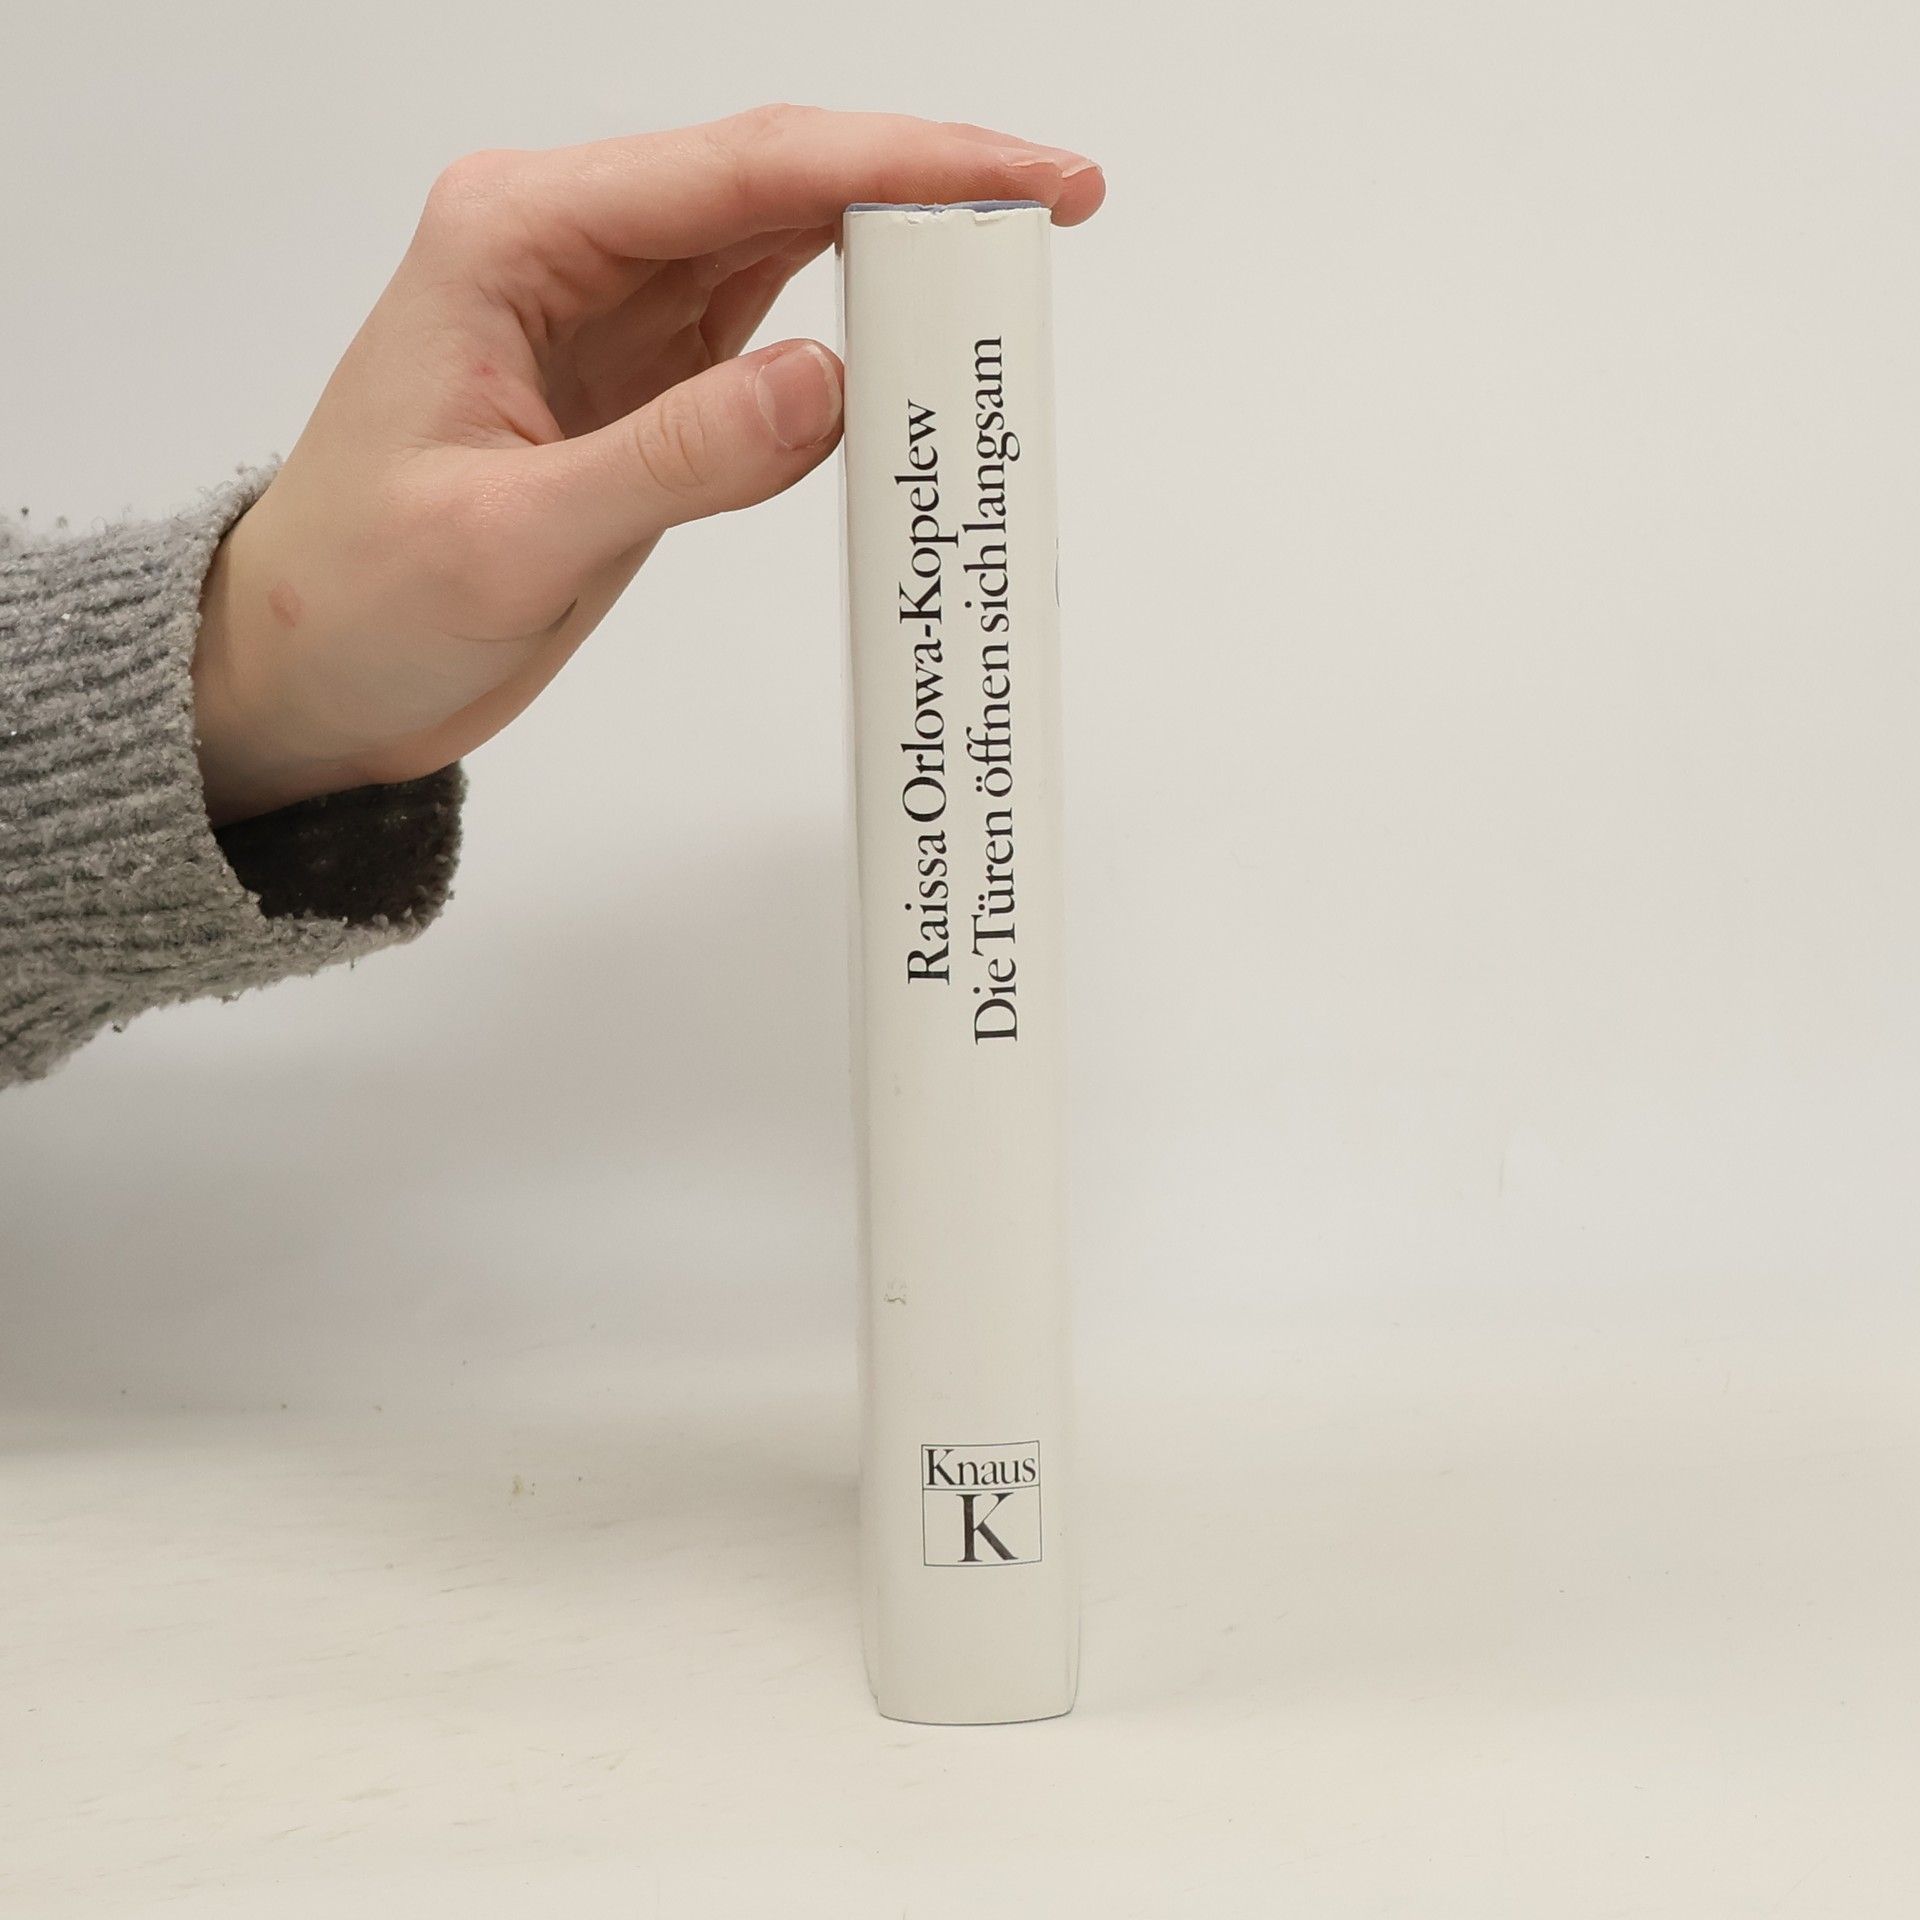 Raissa Orlowa-Kopelew
Die Türen öffnen sich langsam
Knaus
K